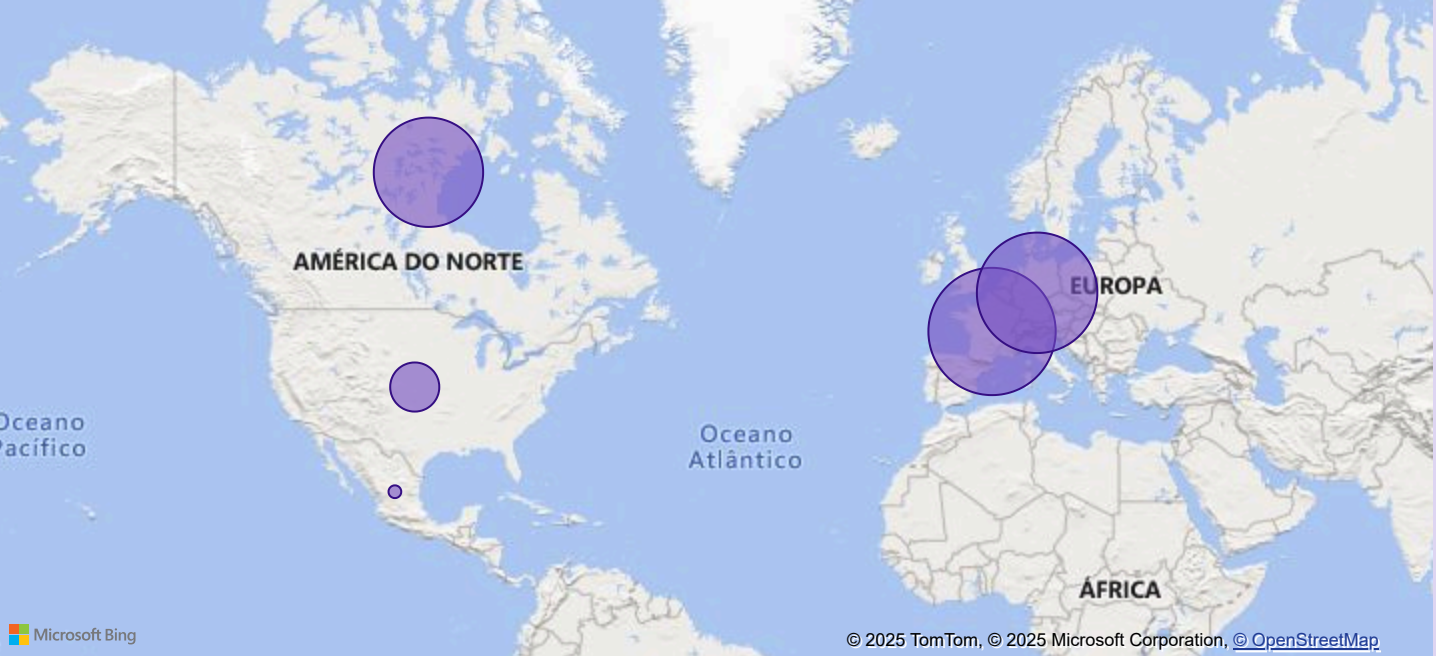 AMÉRICA DO NORTE
EUROPA
Oceano
Pacífico
Oceano
Atlântico
ÁFRICA
Microsoft Bing
© 2025 TomTom, © 2025 Microsoft Corporation, © OpenStreetMap